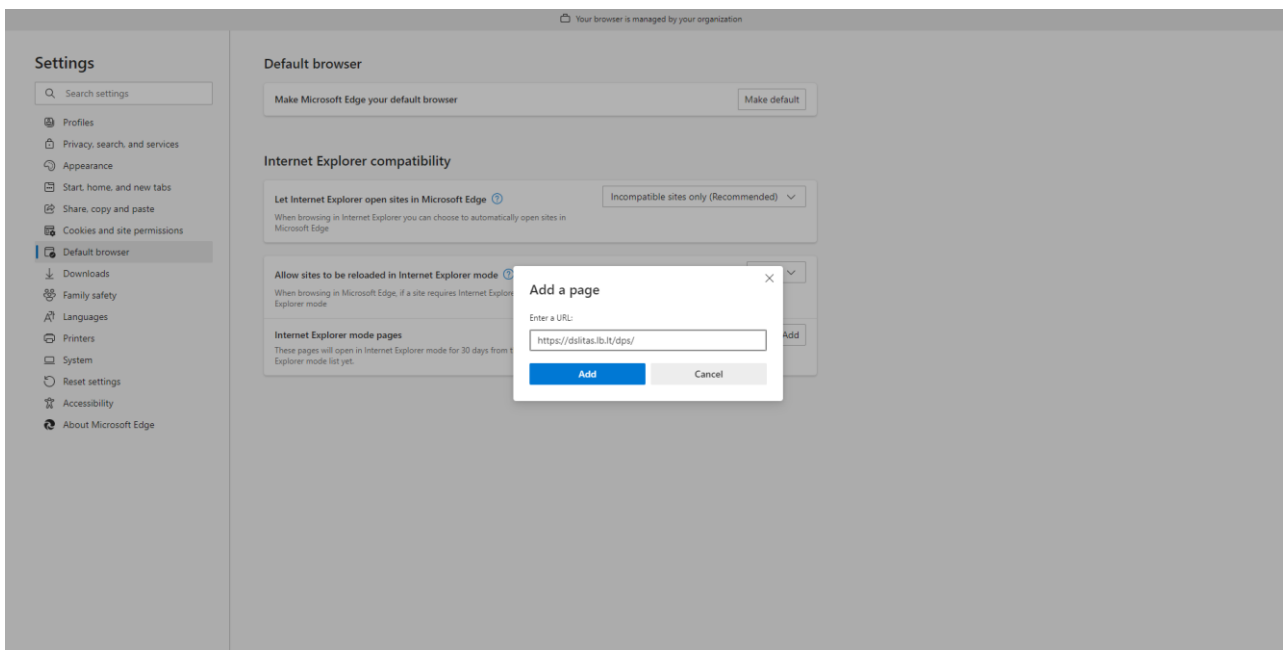 Your browser is managed by your organization
Settings
Search settings
Profiles
Privacy, search, and services
Appearance
Start, home, and new tabs
Share, copy and paste
Cookies and site permissions
Default browser
Downloads
Family safety
Languages
Printers
System
Reset settings
Accessibility
About Microsoft Edge
Default browser
Make Microsoft Edge your default browser
Make default
Internet Explorer compatibility
Let Internet Explorer open sites in Microsoft Edge
Incompatible sites only (Recommended)
When browsing in Internet Explorer you can choose to automatically open sites in
Microsoft Edge
Allow sites to be reloaded in Internet Explorer mode
When browsing in Microsoft Edge, if a site requires Internet Explore
Explorer mode
Internet Explorer mode pages
Add
These pages will open in Internet Explorer mode for 30 days from t
Explorer mode list yet.
Add a page
Enter a URL:
https://dslitas.lb.lt/dps/
Add
Cancel